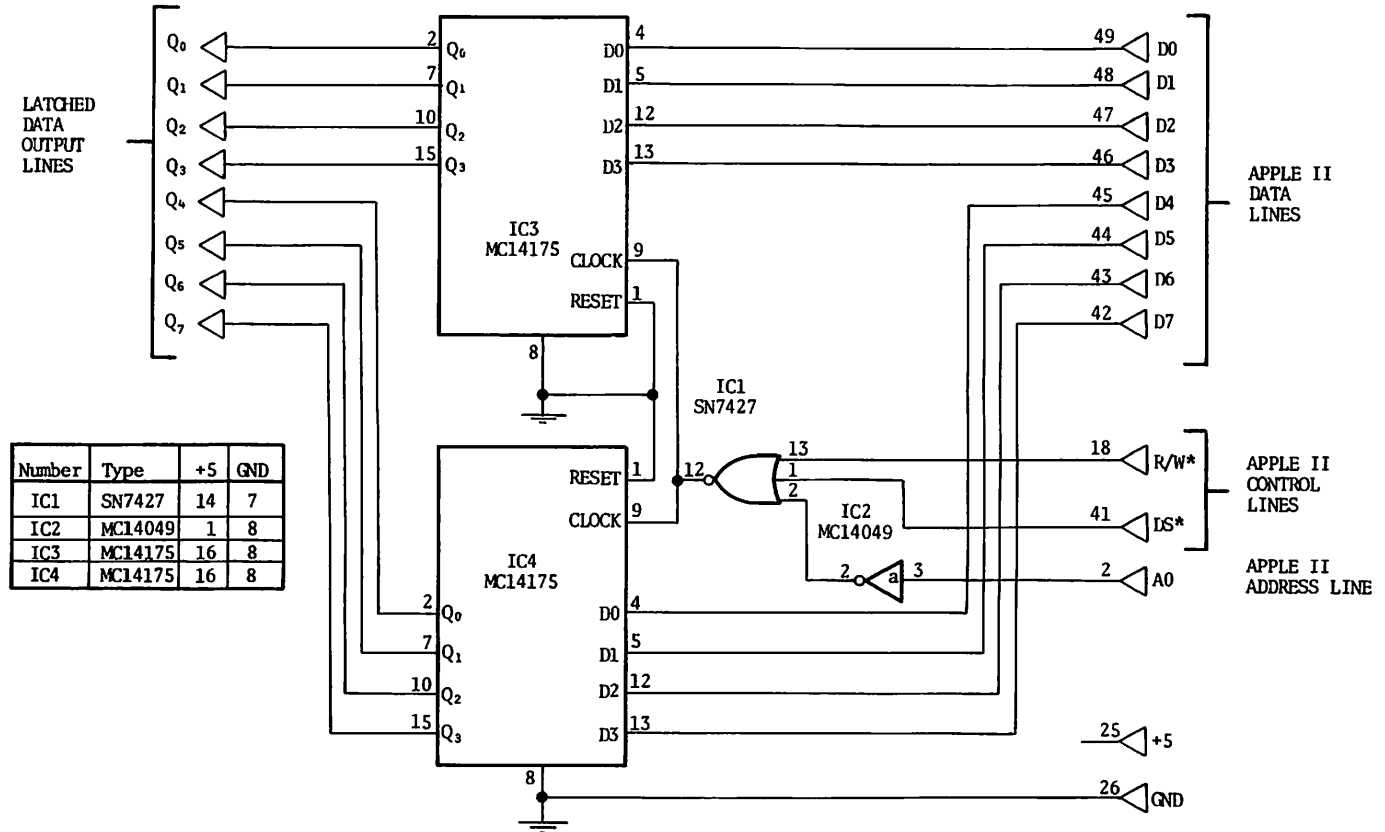 LATCHED
DATA
OUTPUT
LINES
Q₀
Q₁
Q₂
Q₃
Q₄
Q₅
Q₆
Q₇
2 Q₀
7 Q₁
10 Q₂
15 Q₃
IC3
MC14175
D0 4
D1 5
D2 12
D3 13
CLOCK 9
RESET 1
8
49 D0
48 D1
47 D2
46 D3
45 D4
44 D5
43 D6
42 D7
APPLE II
DATA
LINES
IC1
SN7427
12
13
1
2
18 R/W*
41 DS*
APPLE II
CONTROL
LINES
IC2
MC14049
2 a 3
2 A0
APPLE II
ADDRESS LINE
Number Type +5 GND
IC1 SN7427 14 7
IC2 MC14049 1 8
IC3 MC14175 16 8
IC4 MC14175 16 8
RESET 1
CLOCK 9
IC4
MC14175
2 Q₀
7 Q₁
10 Q₂
15 Q₃
D0 4
D1 5
D2 12
D3 13
8
25 +5
26 GND